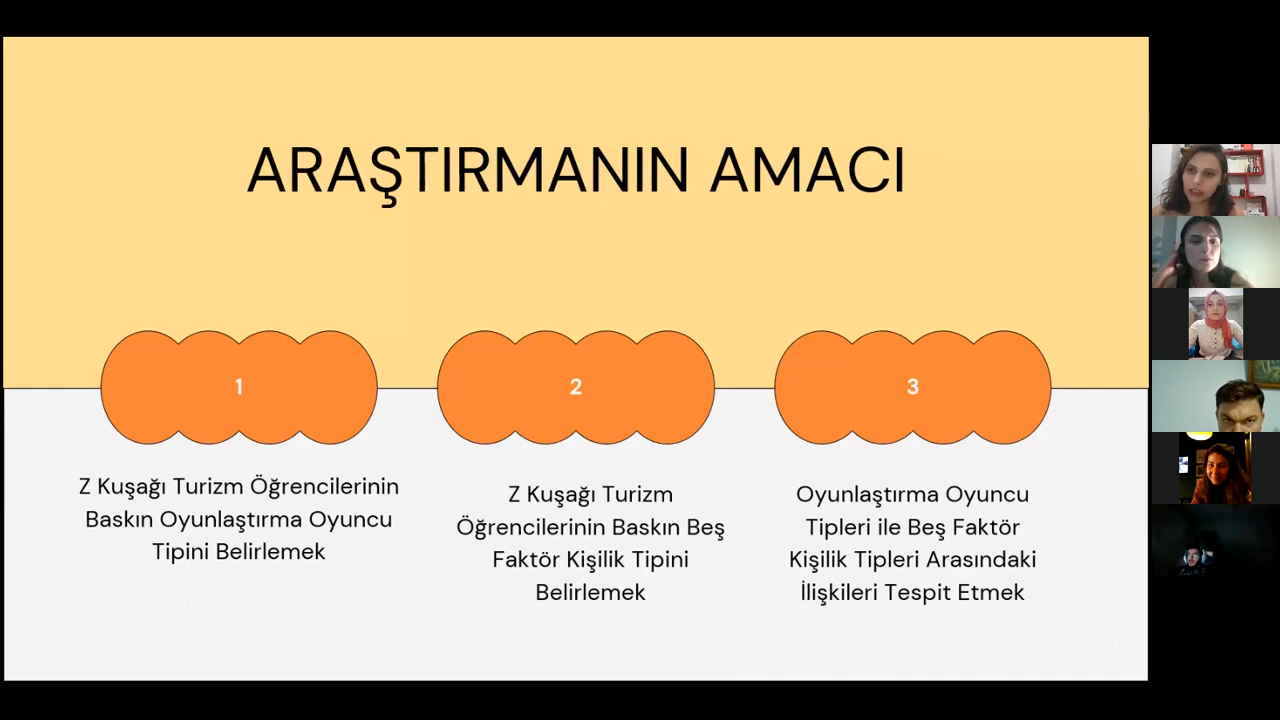 ARAŞTIRMANIN AMACI
1
Z Kuşağı Turizm Öğrencilerinin
Baskın Oyunlaştırma Oyuncu
Tipini Belirlemek
2
Z Kuşağı Turizm
Öğrencilerinin Baskın Beş
Faktör Kişilik Tipini
Belirlemek
3
Oyunlaştırma Oyuncu
Tipleri ile Beş Faktör
Kişilik Tipleri Arasındaki
İlişkileri Tespit Etmek